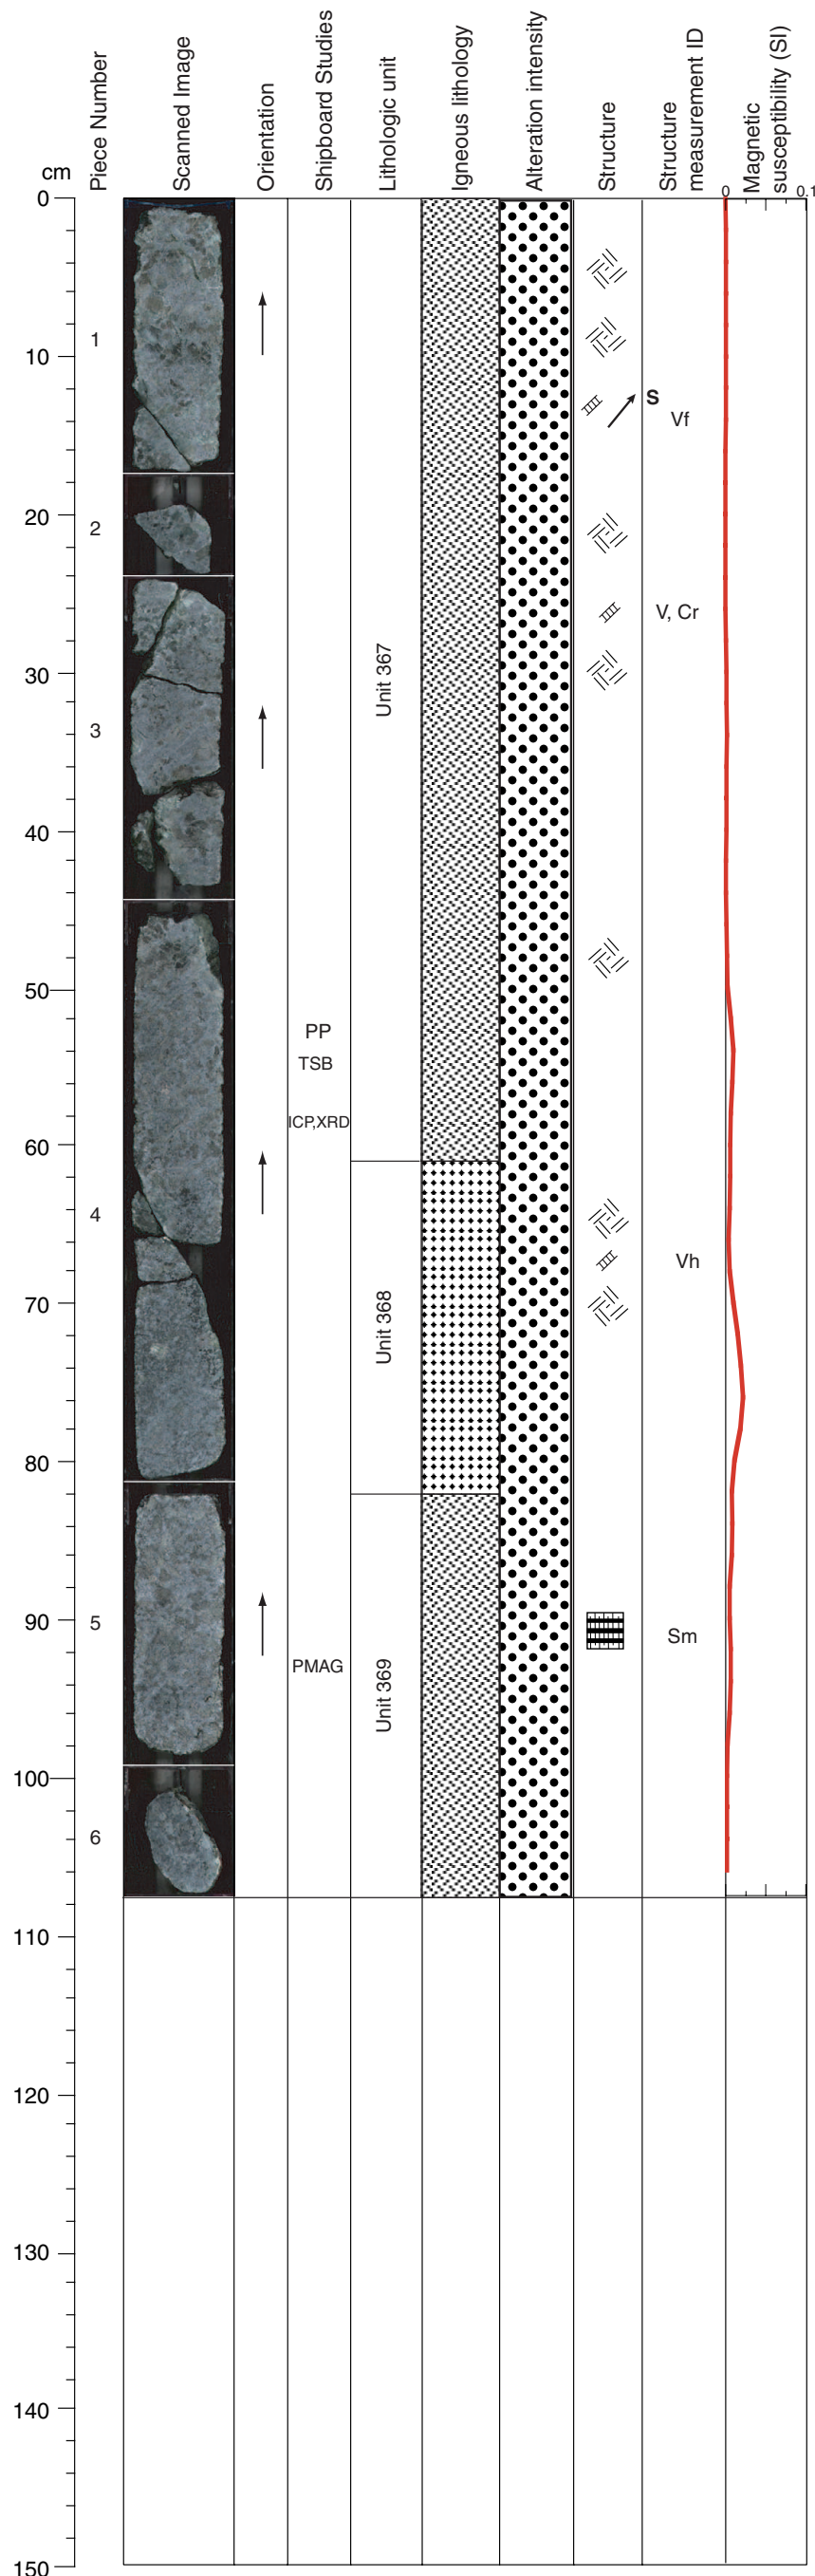 cm
Piece Number
Scanned Image
Orientation
Shipboard Studies
Lithologic unit
Igneous lithology
Alteration intensity
Structure
Structure
measurement ID
Magnetic
susceptibility (SI)
0
0.1
0
10
20
30
40
50
60
70
80
90
100
110
120
130
140
150
1
2
3
4
5
6
PP
TSB
ICP,XRD
PMAG
Unit 367
Unit 368
Unit 369
S
Vf
V, Cr
Vh
Sm